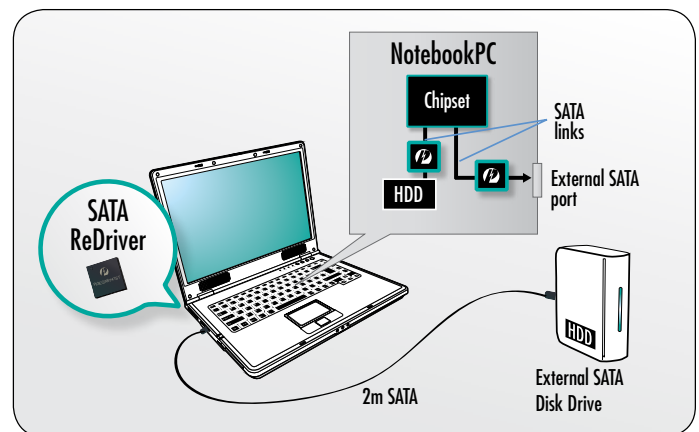 NotebookPC
Chipset
SATA
links
HDD
External SATA
port
SATA
ReDriver
HDD
2m SATA
External SATA
Disk Drive